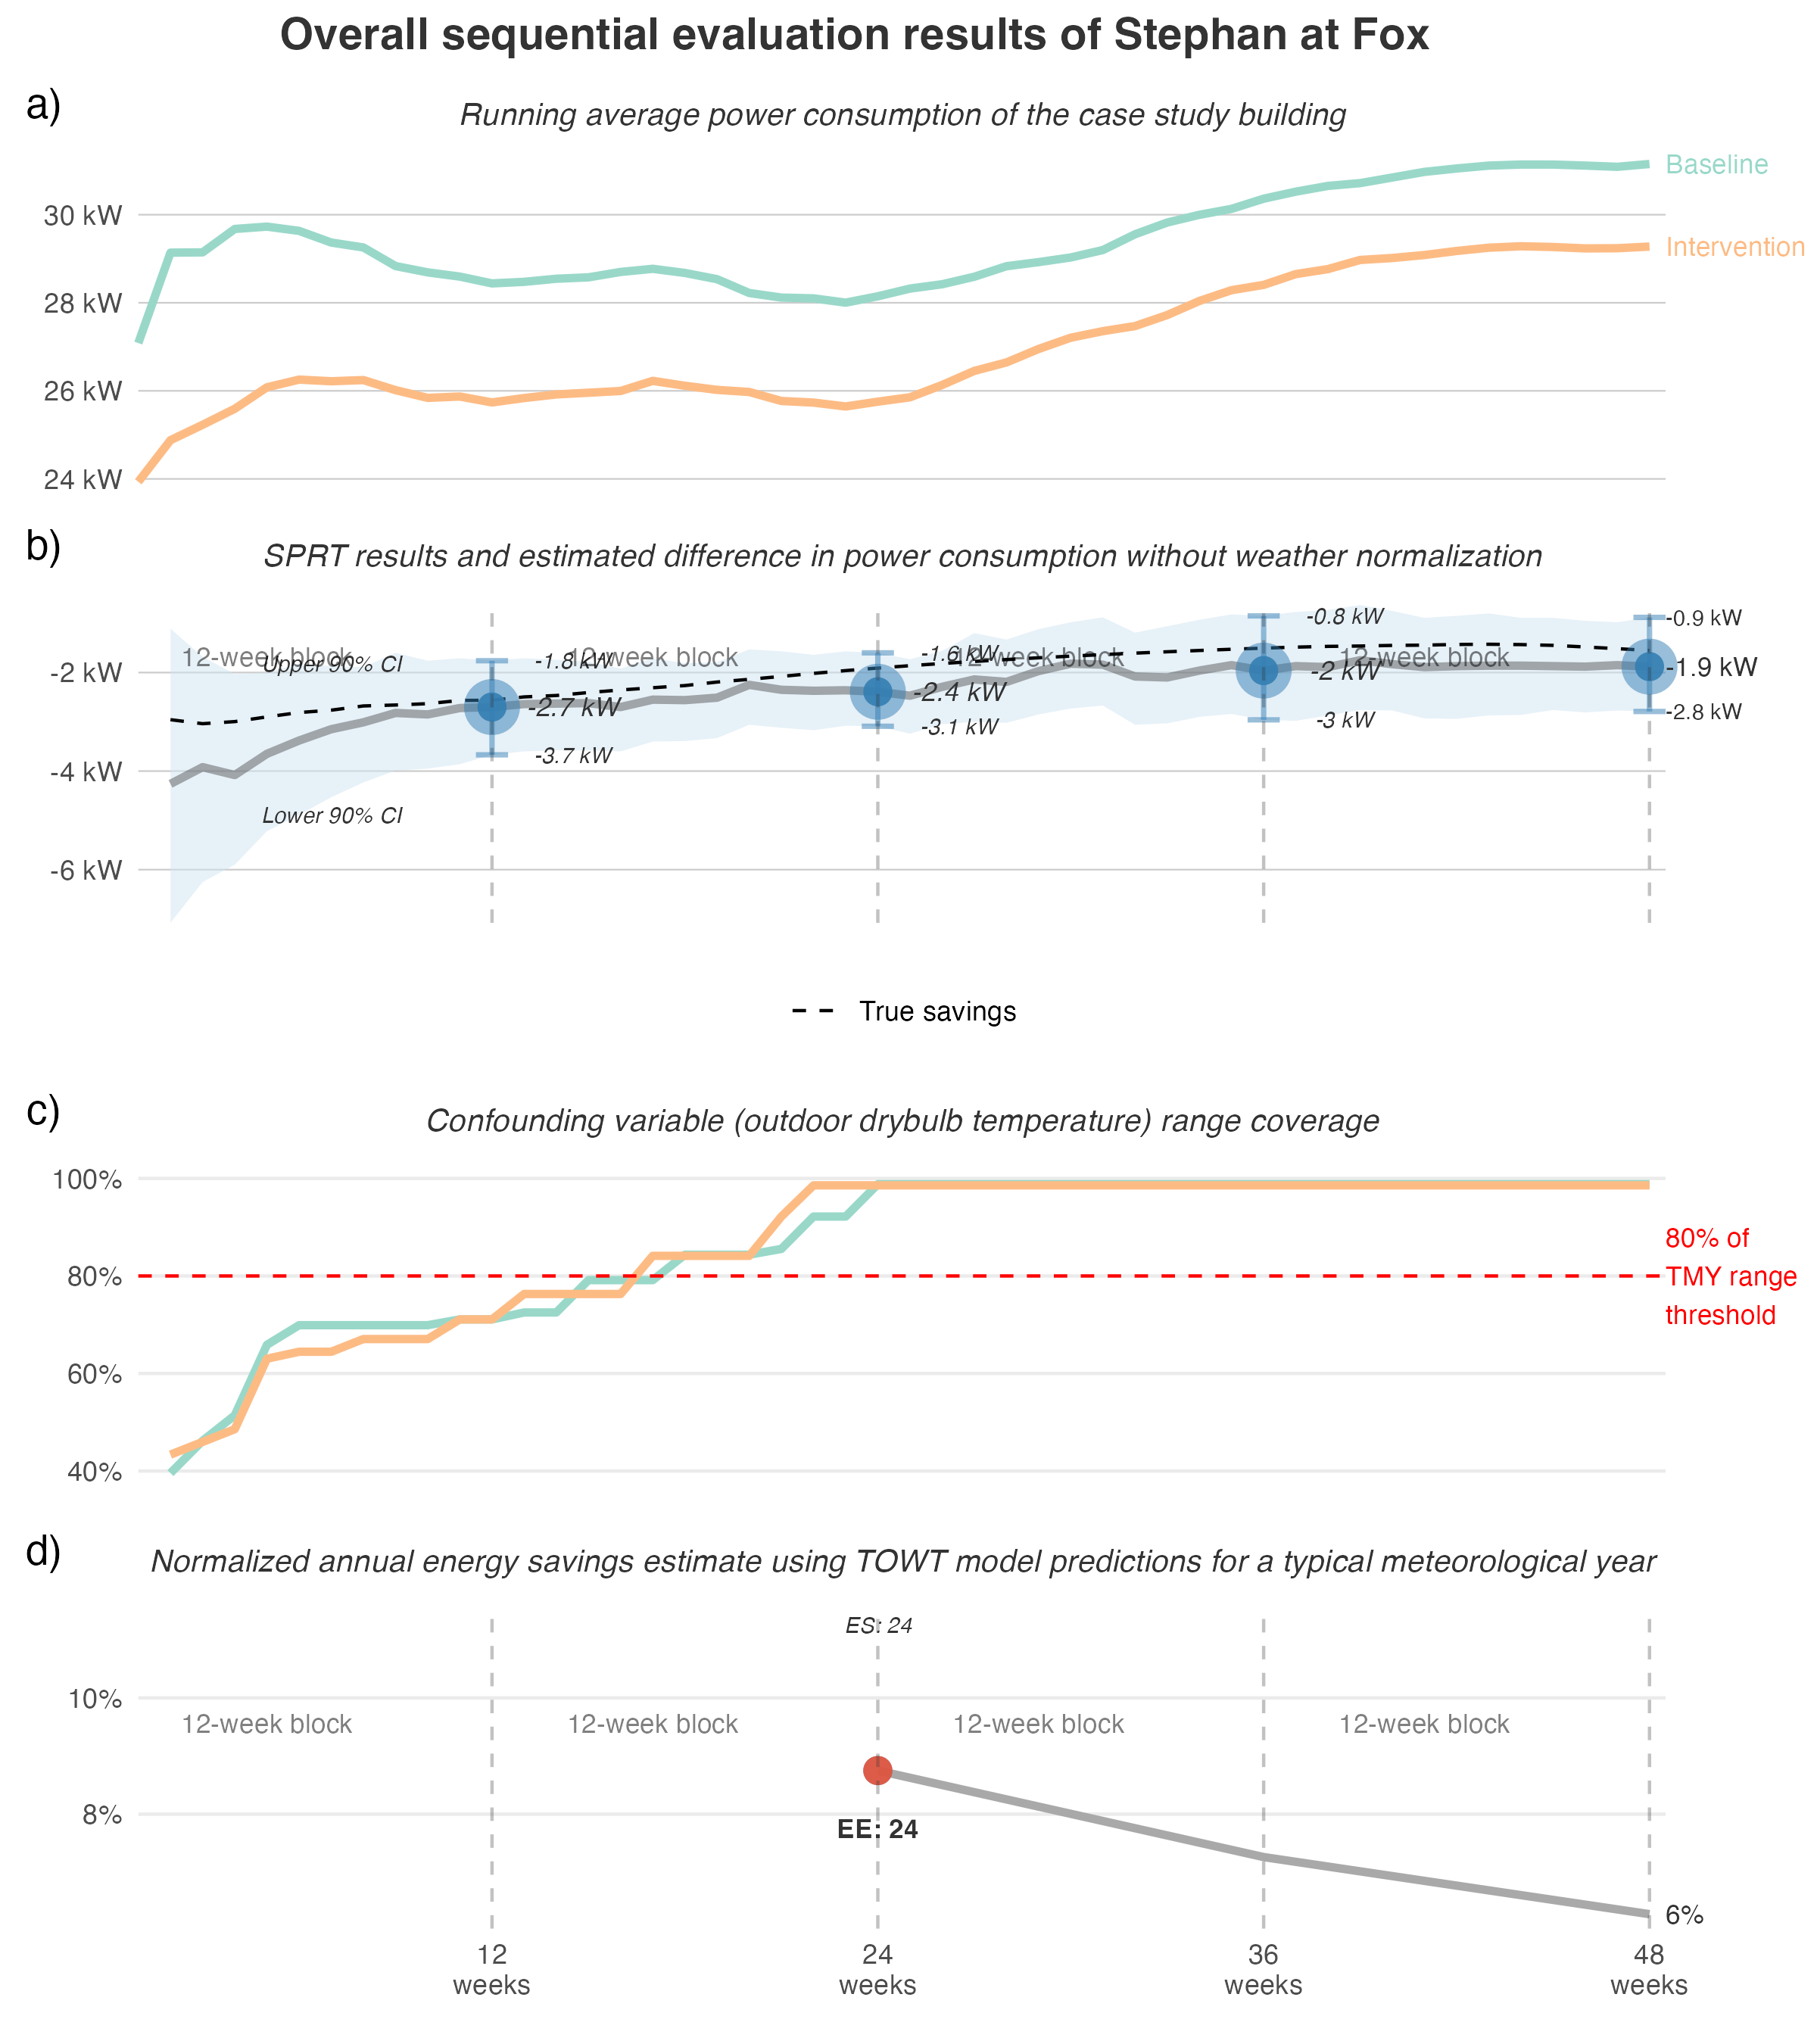 Overall sequential evaluation results of Stephan at Fox
a)
Running average power consumption of the case study building
Baseline
30 kW
Intervention
28 kW
26 kW
24 kW
b)
SPRT results and estimated difference in power consumption without weather normalization
-0.8 kW
-0.9 kW
12-week block
12-week block
12-week block
12-week block
Upper 90% CI
-1.8 kW
-1.6 kW
-2 kW
-2.7 kW
-2.4 kW
-2 kW
-1.9 kW
-3.7 kW
-3.1 kW
-3 kW
-2.8 kW
-4 kW
Lower 90% CI
-6 kW
True savings
c)
Confounding variable (outdoor drybulb temperature) range coverage
100%
80%
60%
40%
80% of
TMY range
threshold
d)
Normalized annual energy savings estimate using TOWT model predictions for a typical meteorological year
ES: 24
10%
12-week block
12-week block
12-week block
12-week block
8%
EE: 24
6%
12
weeks
24
weeks
36
weeks
48
weeks